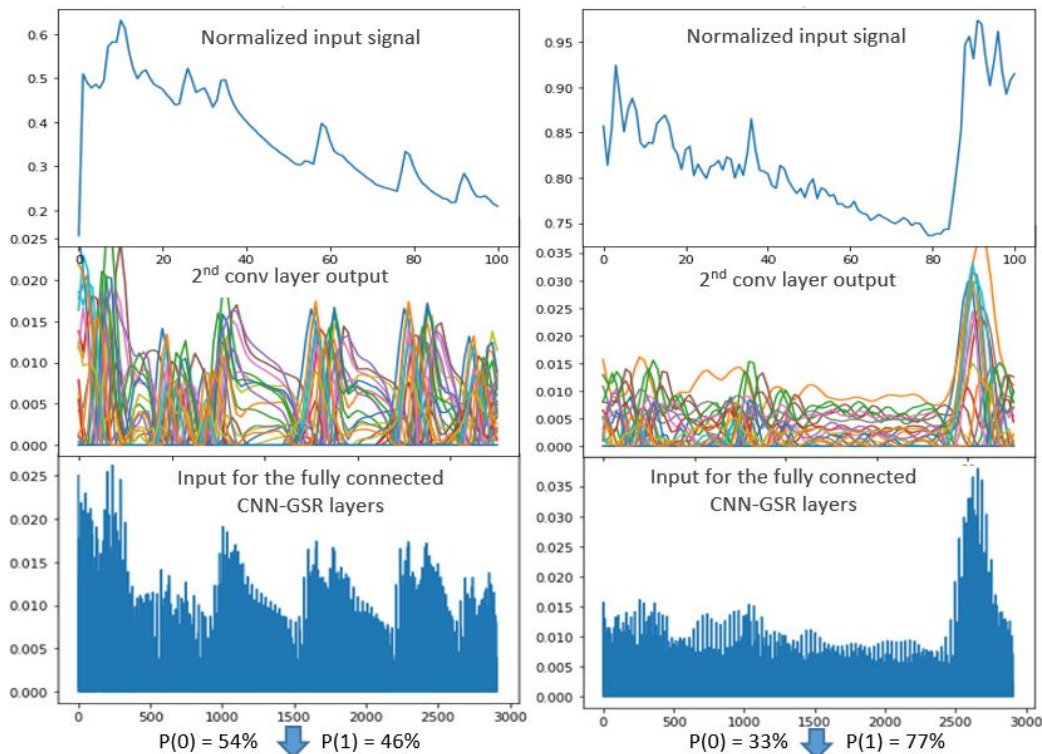 Normalized input signal
0.6
0.5
0.4
0.3
0.2
0 20 40 60 80 100
2nd conv layer output
0.025
0.020
0.015
0.010
0.005
0.000
Input for the fully connected
CNN-GSR layers
0.025
0.020
0.015
0.010
0.005
0.000
0 500 1000 1500 2000 2500 3000
P(0) = 54% P(1) = 46%
Normalized input signal
0.95
0.90
0.85
0.80
0.75
0 20 40 60 80 100
2nd conv layer output
0.035
0.030
0.025
0.020
0.015
0.010
0.005
0.000
Input for the fully connected
CNN-GSR layers
0.035
0.030
0.025
0.020
0.015
0.010
0.005
0.000
0 500 1000 1500 2000 2500 3000
P(0) = 33% P(1) = 77%